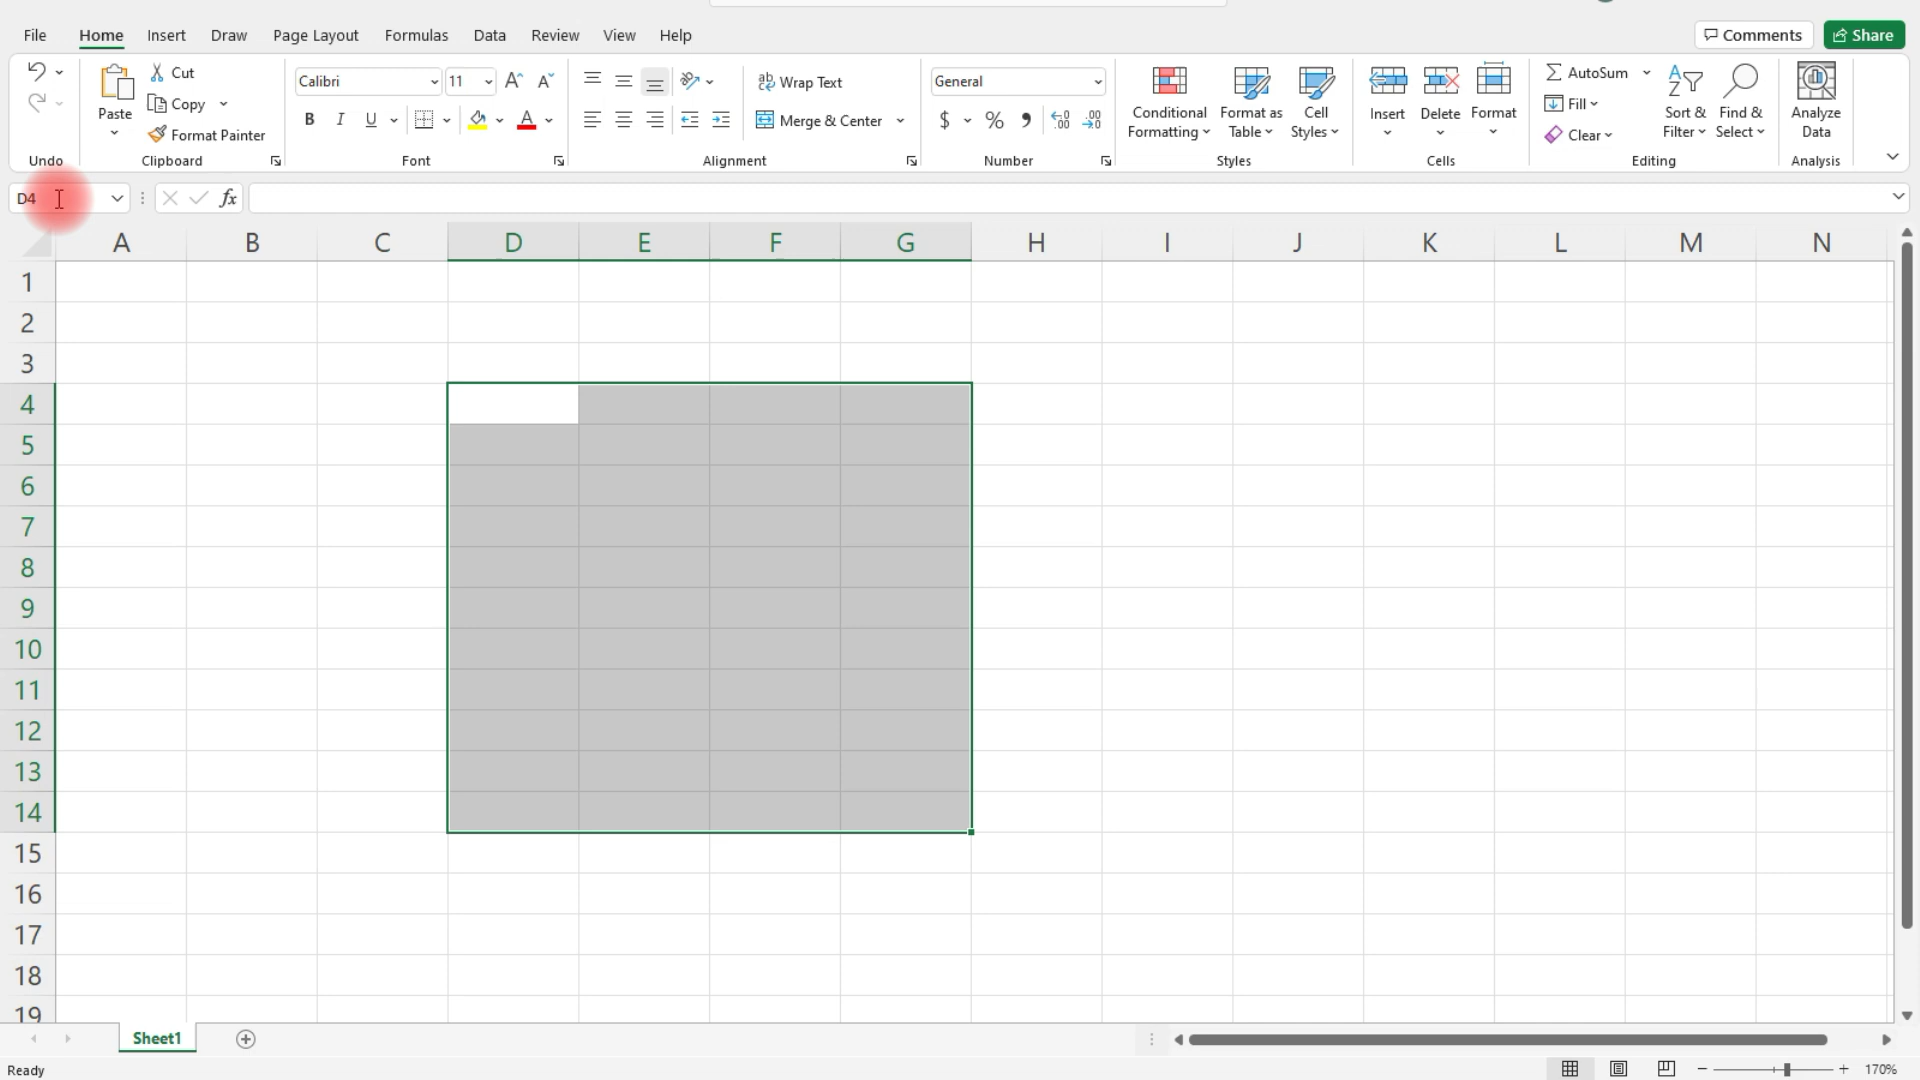 File Home Insert Draw Page Layout Formulas Data Review View Help Comments Share
Cut
Copy
Format Painter
Paste
Undo
Clipboard
Calibri 11
B I U A
Font
Wrap Text
Merge & Center
Alignment
General
$ % 9 .00
Number
Conditional
Formatting
Format as
Table
Cell
Styles
Styles
Insert Delete Format
Cells
AutoSum
Fill
Clear
Sort &
Filter
Find &
Select
Editing
Analyze
Data
Analysis
D4 fx
A B C D E F G H I J K L M N
1
2
3
4
5
6
7
8
9
10
11
12
13
14
15
16
17
18
19
Sheet1
Ready 170%